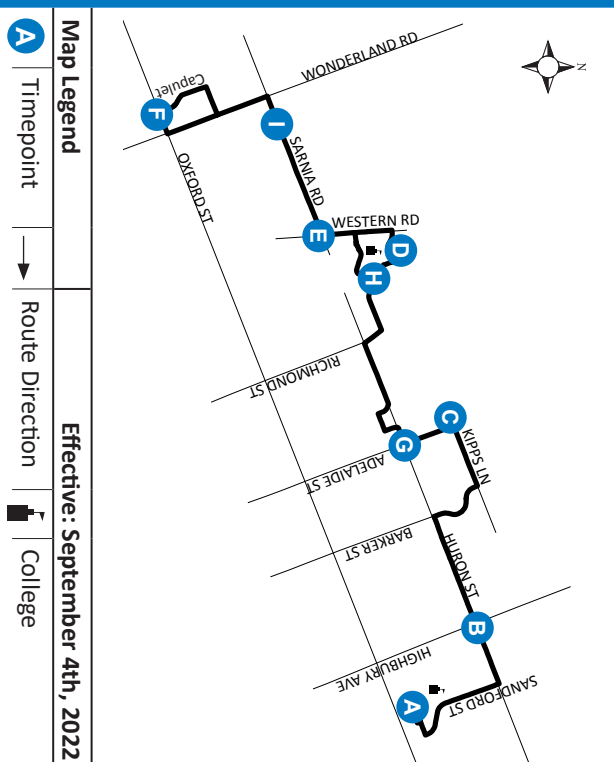 N
WONDERLAND RD
Capulet
F
I
SARNIA RD
OXFORD ST
WESTERN RD
E
D
H
RICHMOND ST
C
KIPPS LN
G
ADELAIDE ST
BARKER ST
HURON ST
B
HIGHBURY AVE
SANDFORD ST
A
Map Legend
Effective: September 4th, 2022
A Timepoint
Route Direction
College